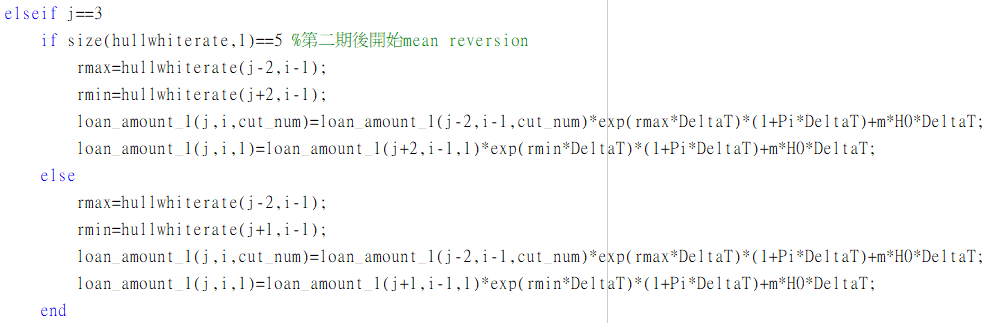 elseif j==3
if size(hullwhiterate,1)==5 %第二期後開始mean reversion
rmax=hullwhiterate(j-2,i-1);
rmin=hullwhiterate(j+2,i-1);
loan_amount_1(j,i,cut_num)=loan_amount_1(j-2,i-1,cut_num)*exp(rmax*DeltaT)*(1+Pi*DeltaT)+m*H0*DeltaT;
loan_amount_1(j,i,1)=loan_amount_1(j+2,i-1,1)*exp(rmin*DeltaT)*(1+Pi*DeltaT)+m*H0*DeltaT;
else
rmax=hullwhiterate(j-2,i-1);
rmin=hullwhiterate(j+1,i-1);
loan_amount_1(j,i,cut_num)=loan_amount_1(j-2,i-1,cut_num)*exp(rmax*DeltaT)*(1+Pi*DeltaT)+m*H0*DeltaT;
loan_amount_1(j,i,1)=loan_amount_1(j+1,i-1,1)*exp(rmin*DeltaT)*(1+Pi*DeltaT)+m*H0*DeltaT;
end